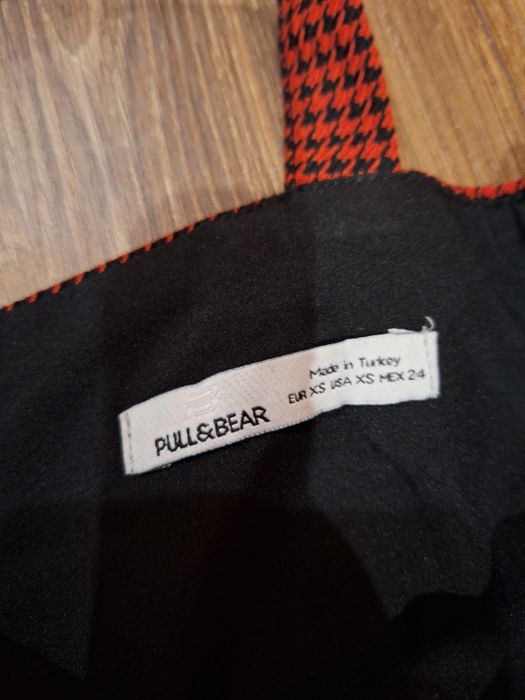 PULL&BEAR
Made in Turkey
EUR XS USA XS MEX 24